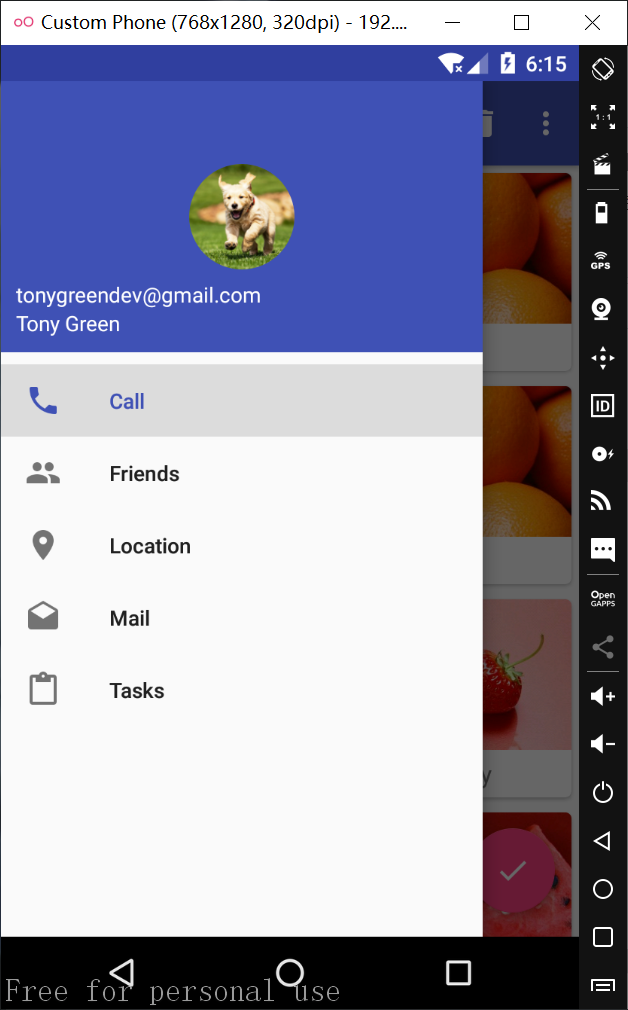 Custom Phone (768x1280, 320dpi) - 192....
6:15
1:1
GPS
tonygreendev@gmail.com
Tony Green
Call
ID
Friends
Location
Open
GAPPS
Mail
Tasks
y
Free for personal use